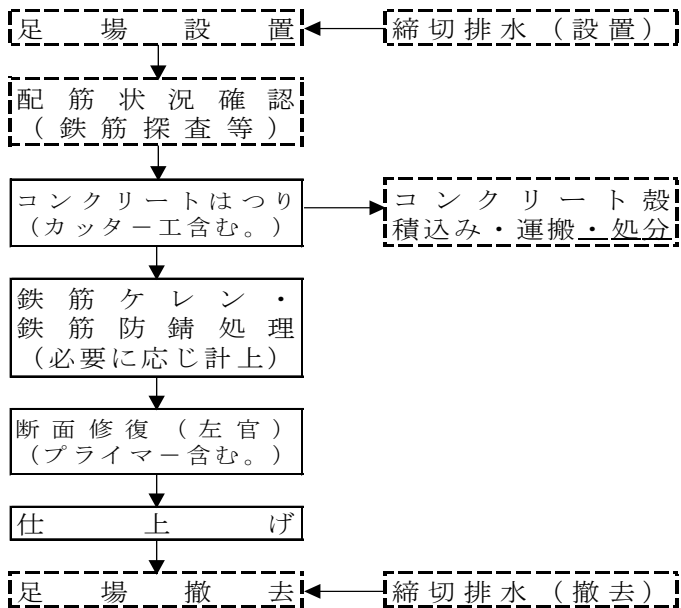 足場設置
締切排水（設置）
配筋状況確認
（鉄筋探査等）
コンクリートはつり
（カッター工含む。）
コンクリート殻
積込み・運搬・処分
鉄筋ケレン・
鉄筋防錆処理
（必要に応じ計上）
断面修復（左官）
（プライマー含む。）
仕上げ
足場撤去
締切排水（撤去）